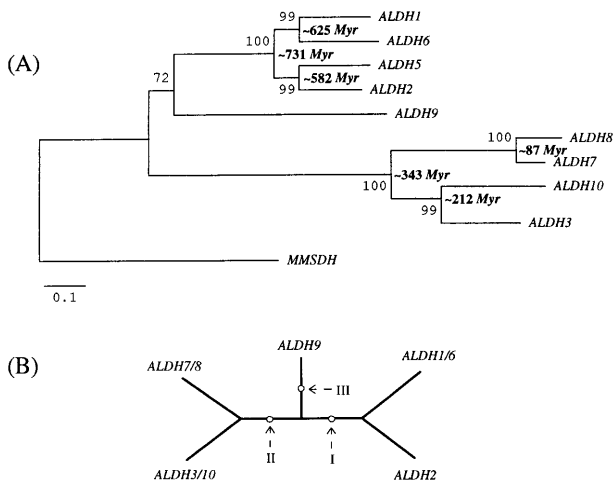 (A)
99
ALDH1
~625 Myr
100
ALDH6
~731 Myr
ALDH5
72
~582 Myr
99
ALDH2
ALDH9
100
ALDH8
~87 Myr
ALDH7
~343 Myr
100
ALDH10
~212 Myr
99
ALDH3
MMSDH
0.1
(B)
ALDH9
ALDH7/8
ALDH1/6
III
II
I
ALDH3/10
ALDH2